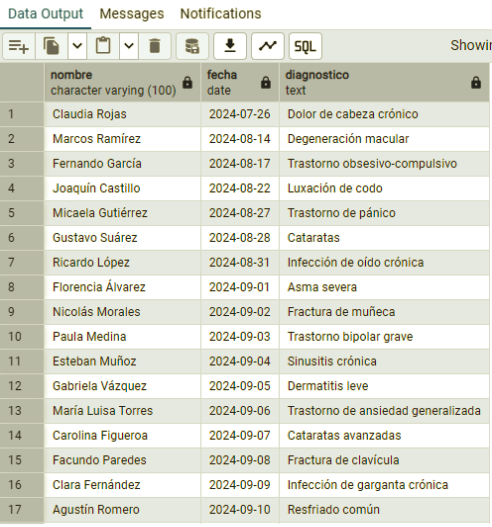 Data Output Messages Notifications
SQL Showin
nombre character varying (100) fecha date diagnostico text
1 Claudia Rojas 2024-07-26 Dolor de cabeza crónico
2 Marcos Ramírez 2024-08-14 Degeneración macular
3 Fernando García 2024-08-17 Trastorno obsesivo-compulsivo
4 Joaquín Castillo 2024-08-22 Luxación de codo
5 Micaela Gutiérrez 2024-08-27 Trastorno de pánico
6 Gustavo Suárez 2024-08-28 Cataratas
7 Ricardo López 2024-08-31 Infección de oído crónica
8 Florencia Álvarez 2024-09-01 Asma severa
9 Nicolás Morales 2024-09-02 Fractura de muñeca
10 Paula Medina 2024-09-03 Trastorno bipolar grave
11 Esteban Muñoz 2024-09-04 Sinusitis crónica
12 Gabriela Vázquez 2024-09-05 Dermatitis leve
13 María Luisa Torres 2024-09-06 Trastorno de ansiedad generalizada
14 Carolina Figueroa 2024-09-07 Cataratas avanzadas
15 Facundo Paredes 2024-09-08 Fractura de clavícula
16 Clara Fernández 2024-09-09 Infección de garganta crónica
17 Agustín Romero 2024-09-10 Resfriado común